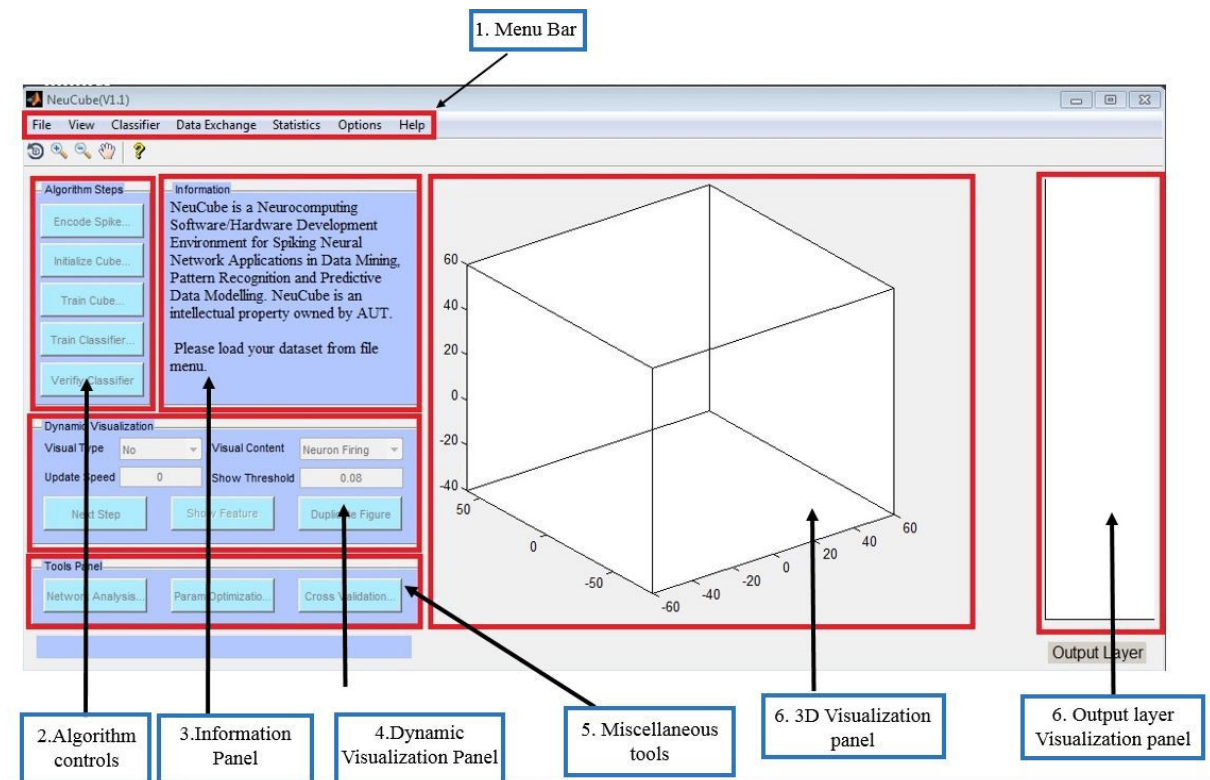 1. Menu Bar
NeuCube(V1.1)
File View Classifier Data Exchange Statistics Options Help
Algorithm Steps
Encode Spike...
Initialize Cube...
Train Cube...
Train Classifier...
Verifiy Classifier
Information
NeuCube is a Neurocomputing
Software/Hardware Development
Environment for Spiking Neural
Network Applications in Data Mining,
Pattern Recognition and Predictive
Data Modelling. NeuCube is an
intellectual property owned by AUT.
Please load your dataset from file
menu.
Dynamic Visualization
Visual Type No Visual Content Neuron Firing
Update Speed 0 Show Threshold 0.08
Next Step Show Feature Duplicate Figure
Tools Panel
Network Analysis... Param Optimizatio... Cross Validation...
60
40
20
0
-20
-40
50
0
-50
-60
-40
-20
0
20
40
60
Output Layer
2.Algorithm
controls
3.Information
Panel
4.Dynamic
Visualization Panel
5. Miscellaneous
tools
6. 3D Visualization
panel
6. Output layer
Visualization panel